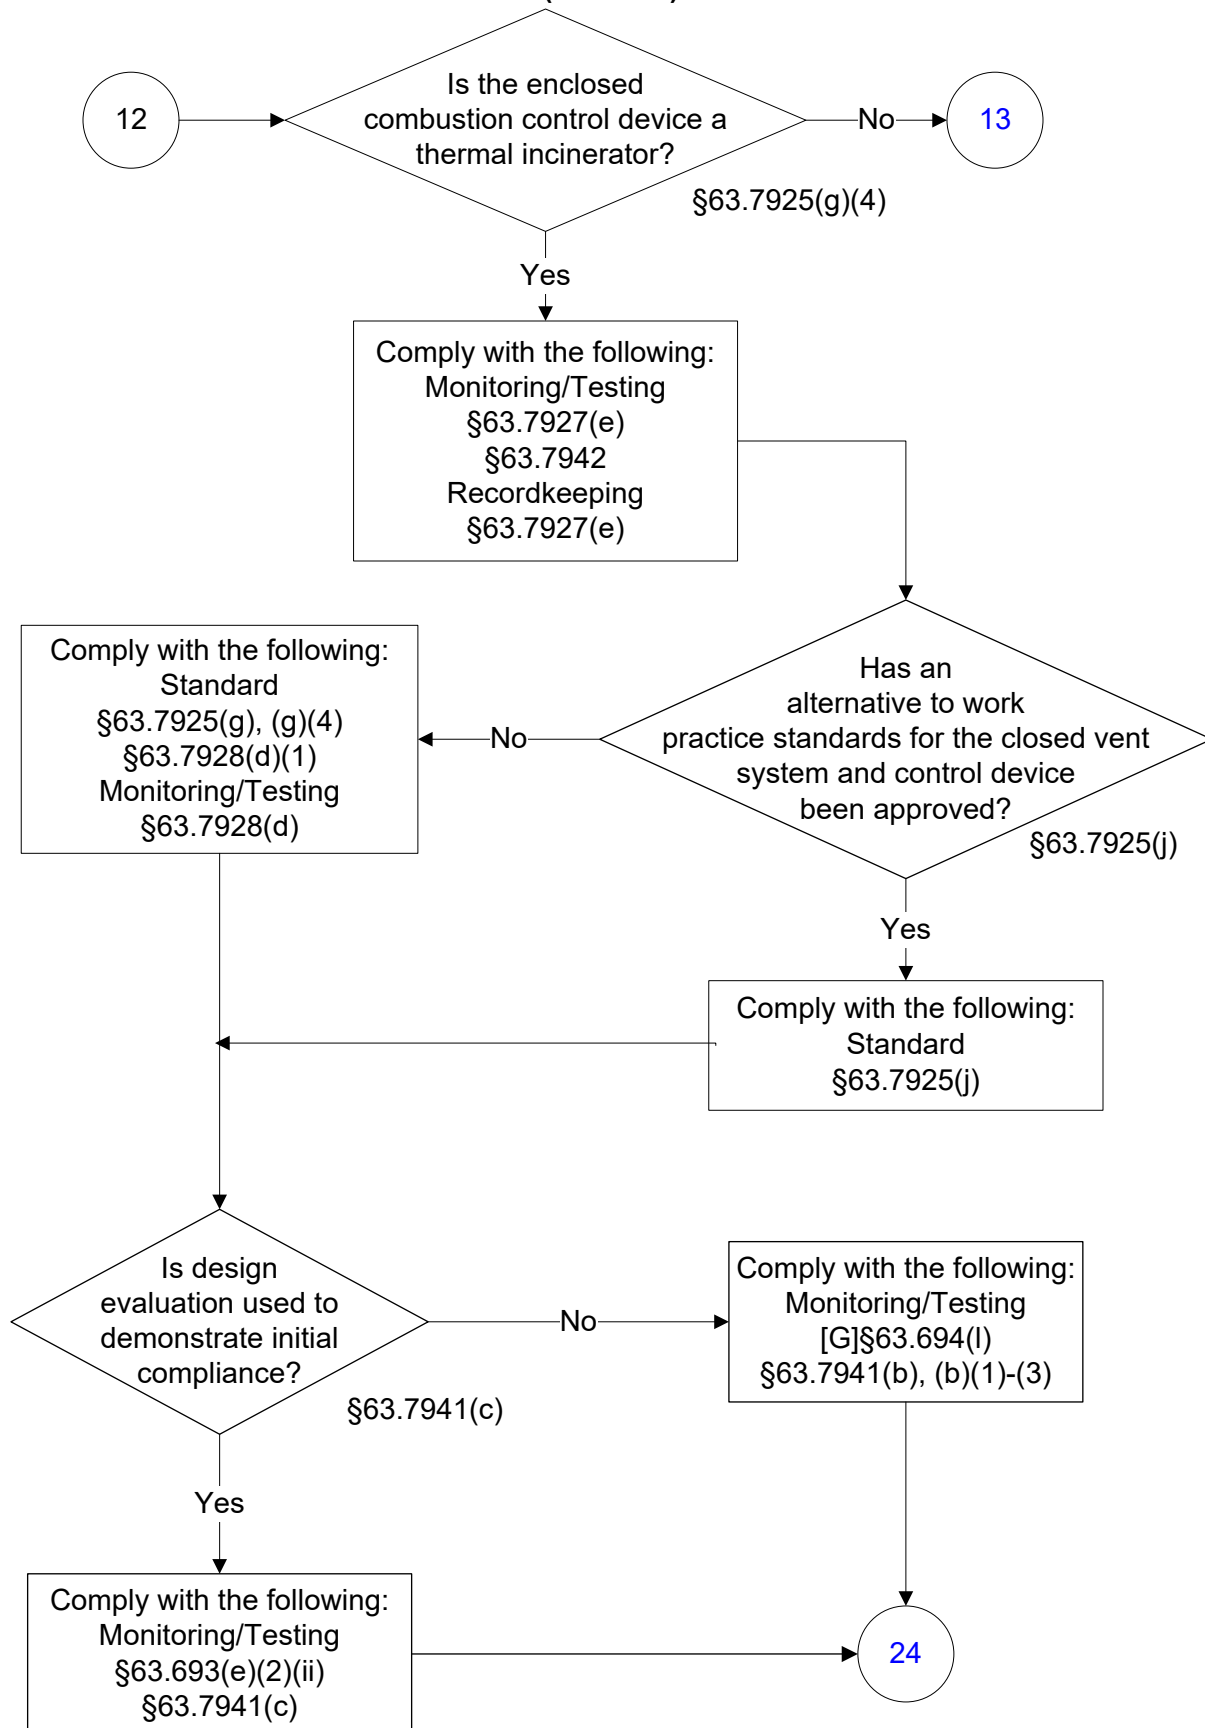 12
Is the enclosed
combustion control device a
thermal incinerator?
No
13
§63.7925(g)(4)
Yes
Comply with the following:
Monitoring/Testing
§63.7927(e)
§63.7942
Recordkeeping
§63.7927(e)
Has an
alternative to work
practice standards for the closed vent
system and control device
been approved?
§63.7925(j)
No
Comply with the following:
Standard
§63.7925(g), (g)(4)
§63.7928(d)(1)
Monitoring/Testing
§63.7928(d)
Yes
Comply with the following:
Standard
§63.7925(j)
Is design
evaluation used to
demonstrate initial
compliance?
§63.7941(c)
No
Comply with the following:
Monitoring/Testing
[G]§63.694(l)
§63.7941(b), (b)(1)-(3)
Yes
Comply with the following:
Monitoring/Testing
§63.693(e)(2)(ii)
§63.7941(c)
24